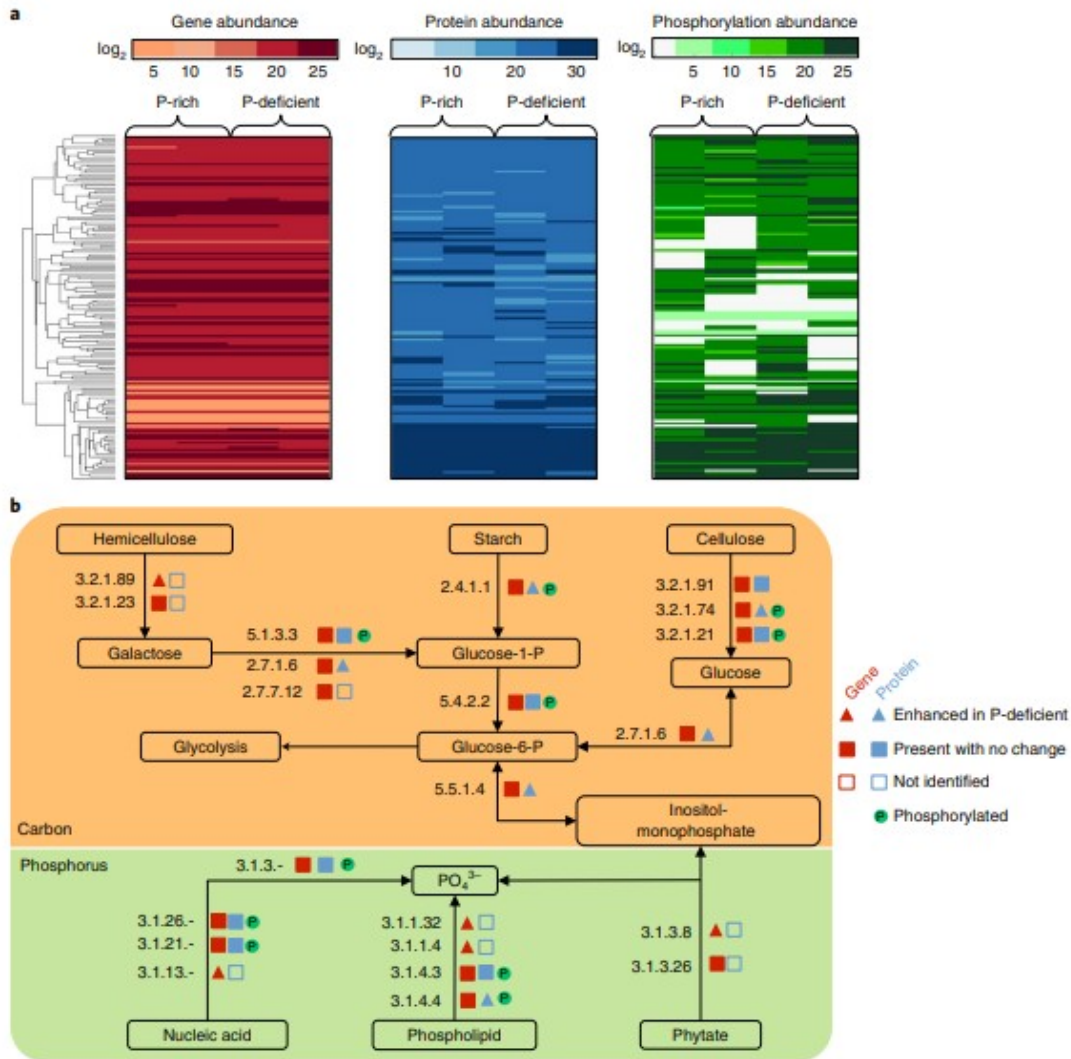 a
Gene abundance
Protein abundance
Phosphorylation abundance
log2
5 10 15 20 25
log2
10 20 30
log2
5 10 15 20 25
P-rich P-deficient
P-rich P-deficient
P-rich P-deficient
b
Hemicellulose
Starch
Cellulose
3.2.1.89
3.2.1.23
2.4.1.1 P
3.2.1.91
3.2.1.74 P
3.2.1.21 P
Galactose
5.1.3.3 P
2.7.1.6
2.7.7.12
Glucose-1-P
Glucose
5.4.2.2 P
2.7.1.6
Glycolysis
Glucose-6-P
5.5.1.4
Inositol-
monophosphate
Carbon
Gene
Protein
Enhanced in P-deficient
Present with no change
Not identified
P Phosphorylated
Phosphorus
3.1.3.- P
PO4 3–
3.1.26.- P
3.1.21.- P
3.1.13.-
3.1.1.32
3.1.1.4
3.1.4.3 P
3.1.4.4 P
3.1.3.8
3.1.3.26
Nucleic acid
Phospholipid
Phytate